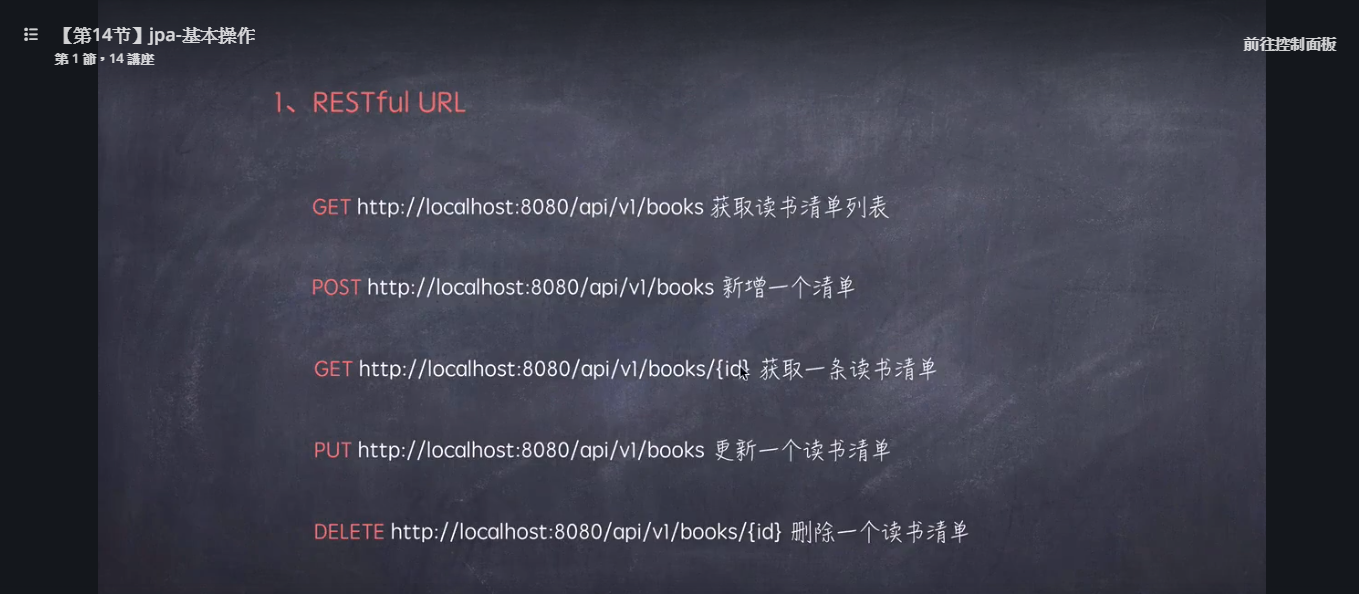 【第14节】jpa-基本操作
第 1 節，14 講座
前往控制面板
1、RESTful URL
GET http://localhost:8080/api/v1/books 获取读书清单列表
POST http://localhost:8080/api/v1/books 新增一个清单
GET http://localhost:8080/api/v1/books/{id} 获取一条读书清单
PUT http://localhost:8080/api/v1/books 更新一个读书清单
DELETE http://localhost:8080/api/v1/books/{id} 删除一个读书清单